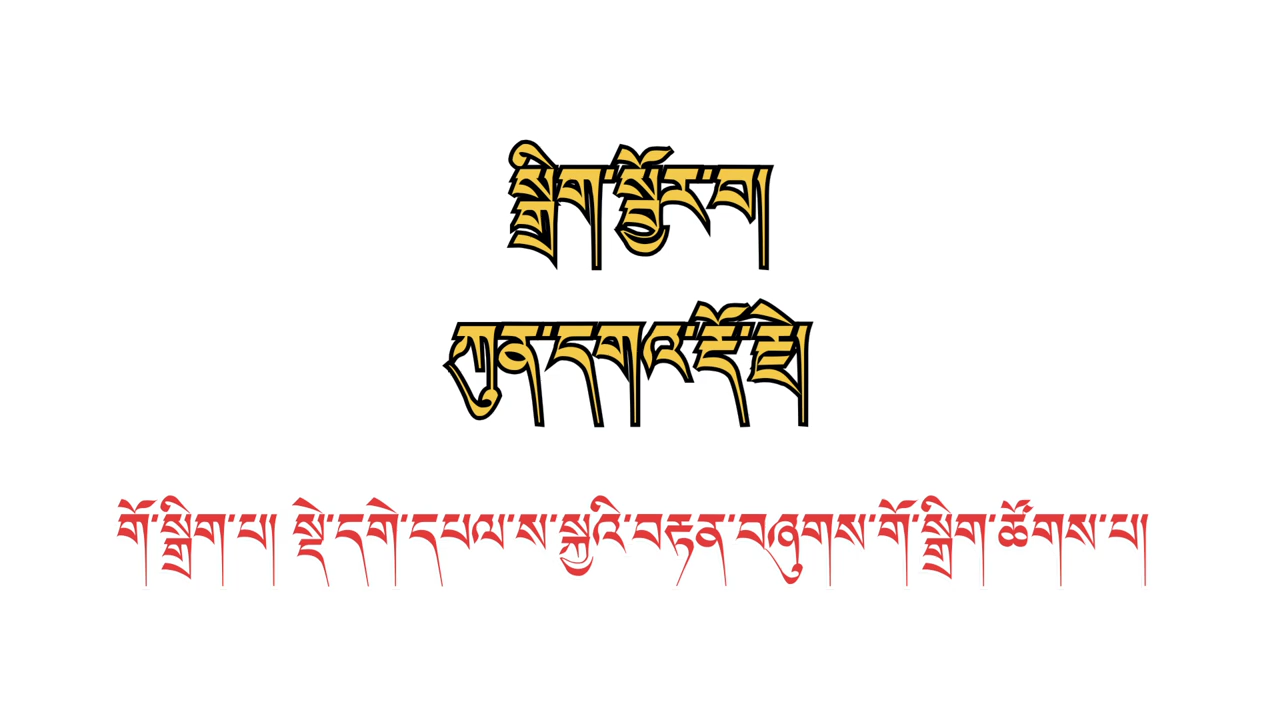 སྒྲིག་སྦྱོར་བ།
ཀུན་དགའ་རྡོ་རྗེ།
གོ་སྒྲིག་པ། སྡེ་དགེ་དཔལ་ས་སྐྱའི་བརྟན་བཞུགས་གོ་སྒྲིག་ཚོགས་པ།